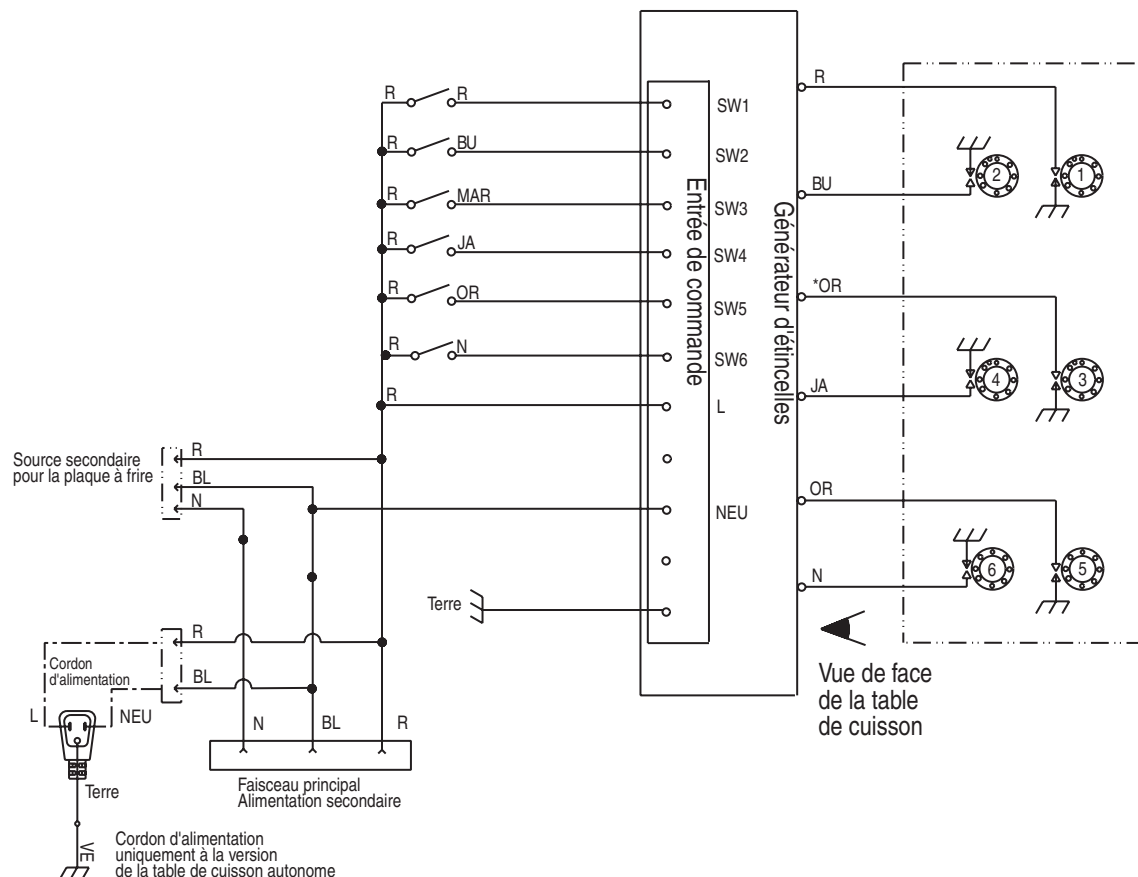 R
R R SW1
R BU SW2
2 1
BU
R MAR SW3
R JA SW4
*OR
R OR SW5
R N SW6
4 3
JA
R L
Entrée de commande
Générateur d'étincelles
Source secondaire
pour la plaque à frire
R
BL
N
NEU
OR
6 5
N
Terre
Vue de face
de la table
de cuisson
R
Cordon
d'alimentation
BL
L NEU
N BL R
Terre
Faisceau principal
Alimentation secondaire
VE
Cordon d'alimentation
uniquement à la version
de la table de cuisson autonome